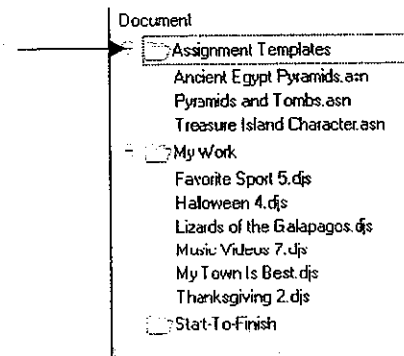 Document
Assignment Templates
Ancient Egypt Pyramids.asn
Pyramids and Tombs.asn
Treasure Island Character.asn
My Work
Favorite Sport 5.djs
Haloween 4.djs
Lizards of the Galapagos.djs
Music Videos 7.djs
My Town Is Best.djs
Thanksgiving 2.djs
Stat-To-Finish